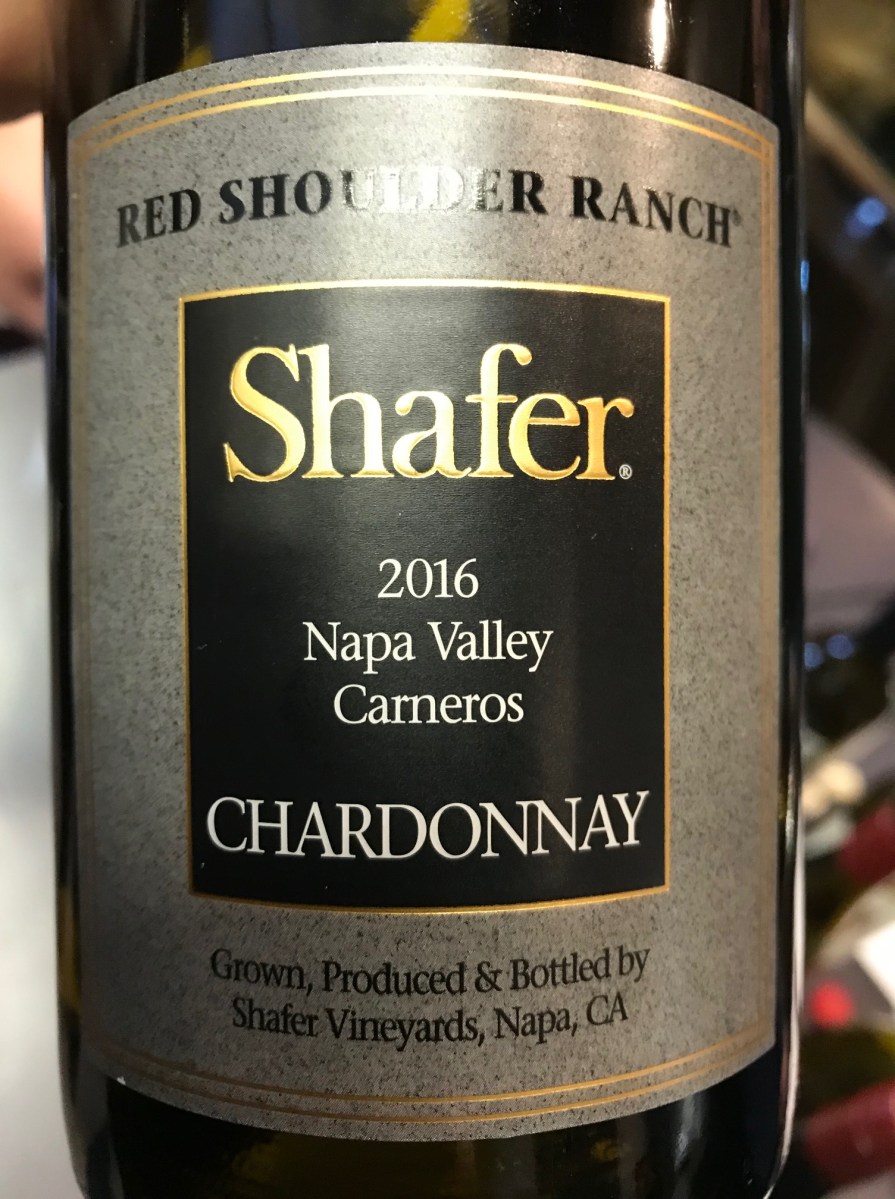 RED SHOULDER RANCH®
Shafer®
2016
Napa Valley
Carneros
CHARDONNAY
Grown, Produced & Bottled by
Shafer Vineyards, Napa, CA